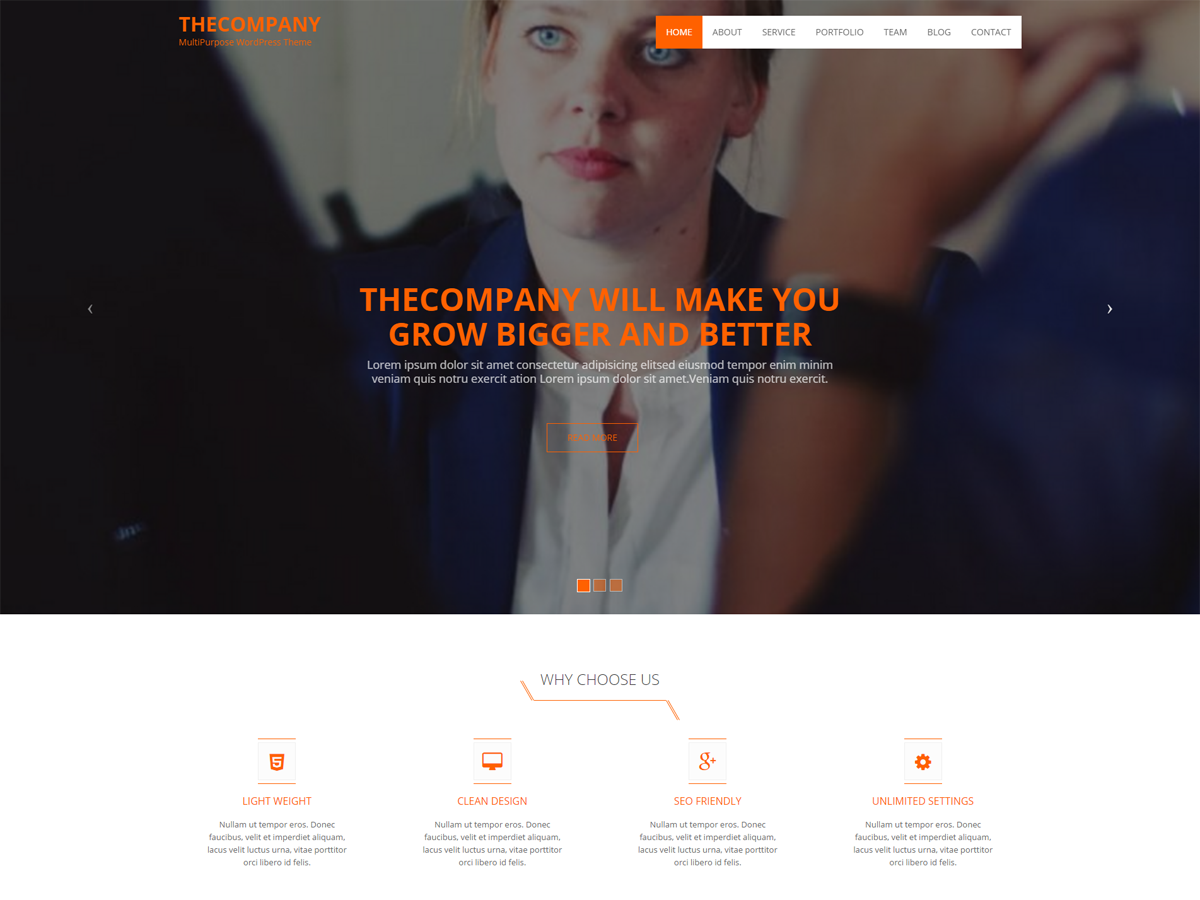 THECOMPANY
MultiPurpose WordPress Theme
HOME ABOUT SERVICE PORTFOLIO TEAM BLOG CONTACT
THECOMPANY WILL MAKE YOU
GROW BIGGER AND BETTER
Lorem ipsum dolor sit amet consectetur adipisicing elitsed eiusmod tempor enim minim
veniam quis notru exercit ation Lorem ipsum dolor sit amet.Veniam quis notru exercit.
READ MORE
WHY CHOOSE US
LIGHT WEIGHT
Nullam ut tempor eros. Donec
faucibus, velit et imperdiet aliquam,
lacus velit luctus urna, vitae porttitor
orci libero id felis.
CLEAN DESIGN
Nullam ut tempor eros. Donec
faucibus, velit et imperdiet aliquam,
lacus velit luctus urna, vitae porttitor
orci libero id felis.
SEO FRIENDLY
Nullam ut tempor eros. Donec
faucibus, velit et imperdiet aliquam,
lacus velit luctus urna, vitae porttitor
orci libero id felis.
UNLIMITED SETTINGS
Nullam ut tempor eros. Donec
faucibus, velit et imperdiet aliquam,
lacus velit luctus urna, vitae porttitor
orci libero id felis.